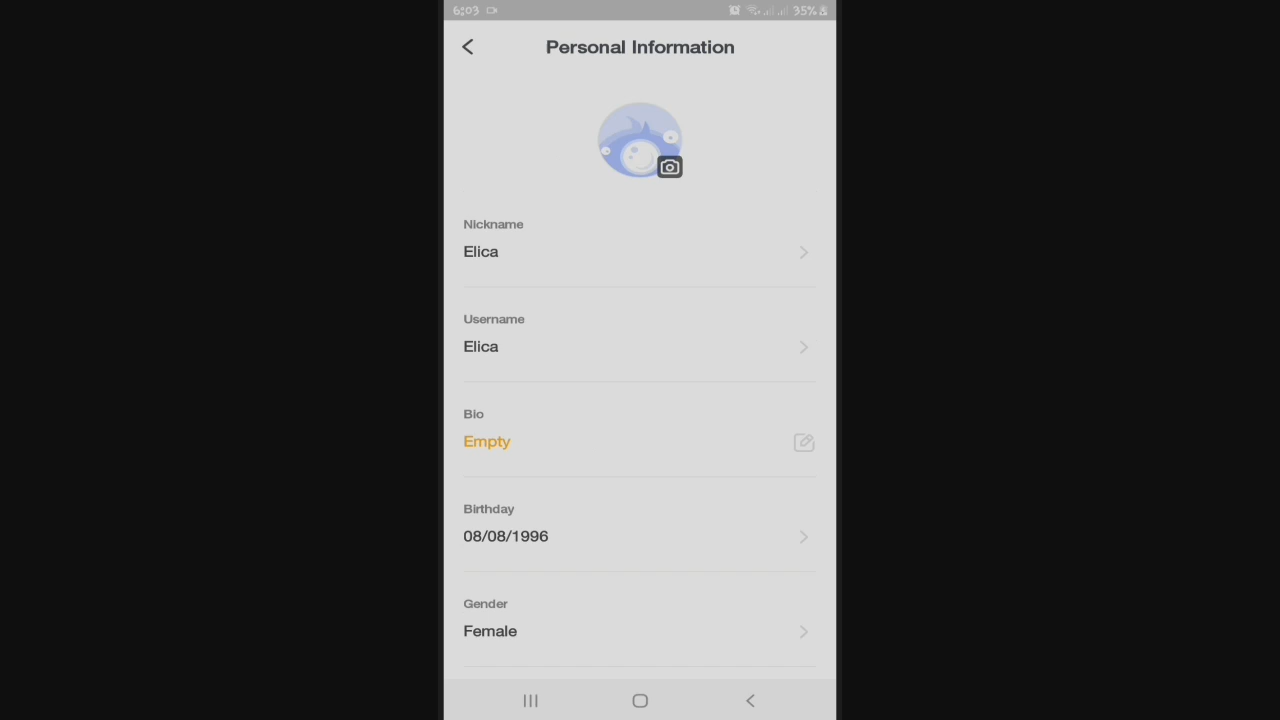 6:03 35%
Personal Information
Nickname
Elica
Username
Elica
Bio
Empty
Birthday
08/08/1996
Gender
Female